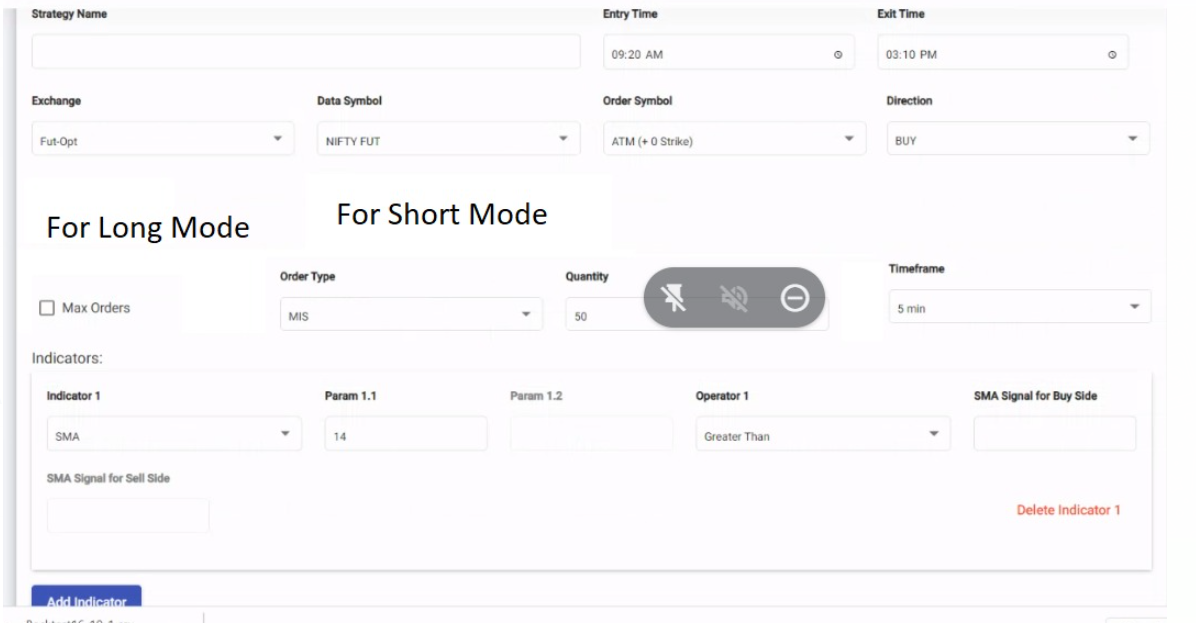 Strategy Name Entry Time Exit Time
09:20 AM 03:10 PM
Exchange Data Symbol Order Symbol Direction
Fut-Opt NIFTY FUT ATM (+ 0 Strike) BUY
For Long Mode For Short Mode
Order Type Quantity Timeframe
Max Orders MIS 50 5 min
Indicators:
Indicator 1 Param 1.1 Param 1.2 Operator 1 SMA Signal for Buy Side
SMA 14 Greater Than
SMA Signal for Sell Side
Delete Indicator 1
Add Indicator